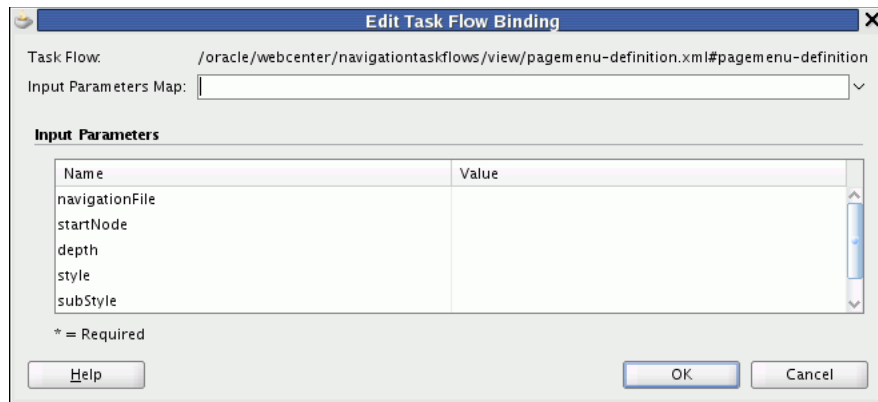 Edit Task Flow Binding
Task Flow: /oracle/webcenter/navigationtaskflows/view/pagemenu-definition.xml#pagemenu-definition
Input Parameters Map:
Input Parameters
Name Value
navigationFile
startNode
depth
style
subStyle
* = Required
Help OK Cancel